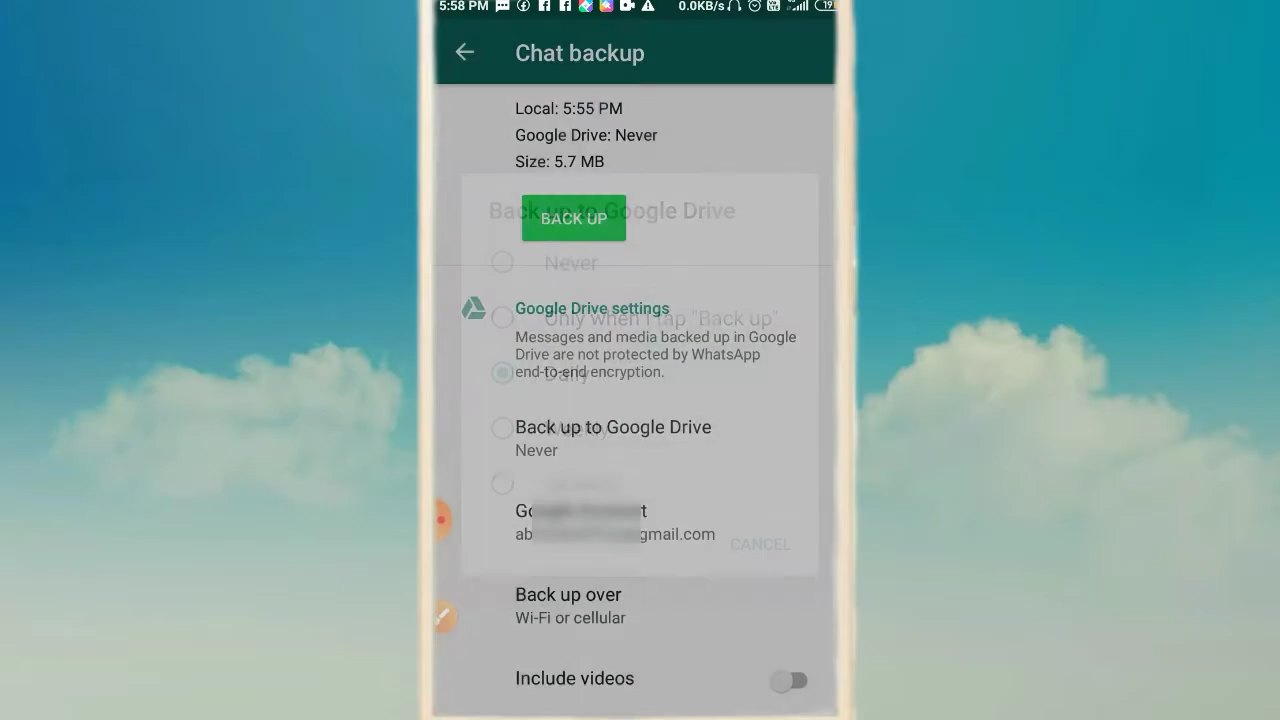 5:58 PM
0.0KB/s
19
Chat backup
Local: 5:55 PM
Google Drive: Never
Size: 5.7 MB
Back up to Google Drive
BACK UP
Never
Google Drive settings
Only when I tap "Back up"
Messages and media backed up in Google
Drive are not protected by WhatsApp
end-to-end encryption.
Daily
Back up to Google Drive
Weekly
Never
ab
gmail.com
CANCEL
Back up over
Wi-Fi or cellular
Include videos